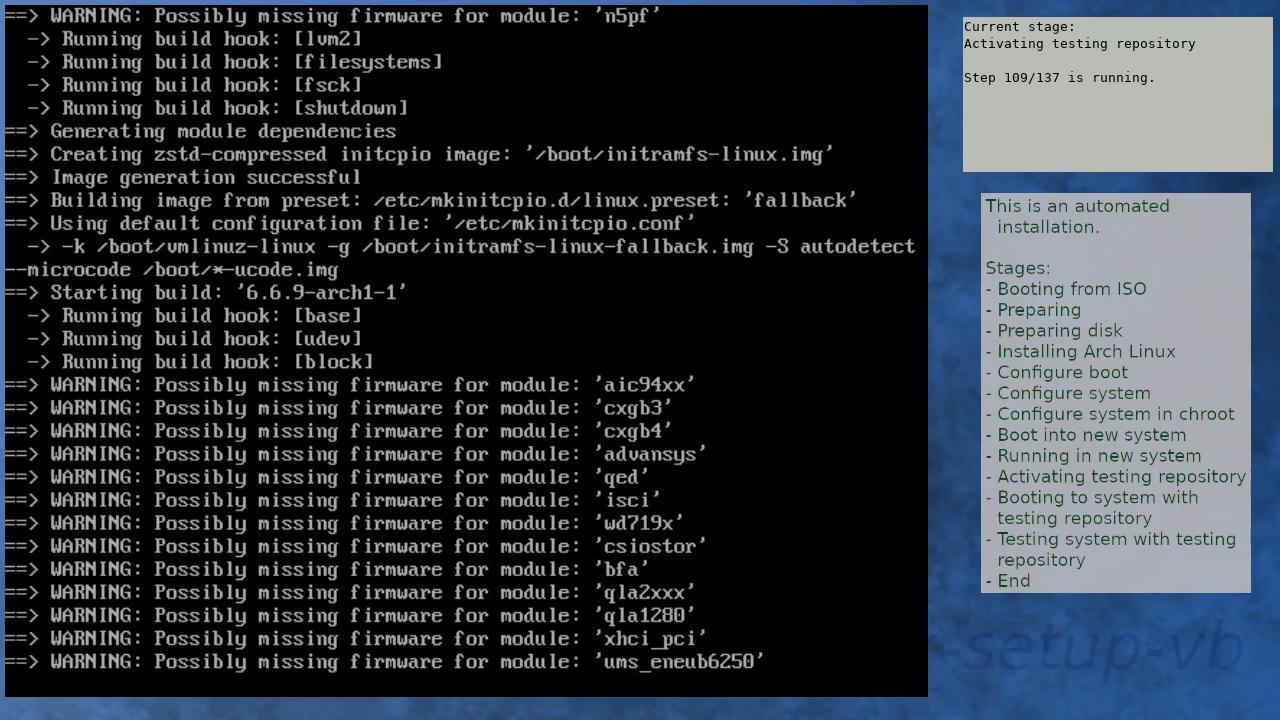 ==> WARNING: Possibly missing firmware for module: 'n5pf'
  -> Running build hook: [lvm2]
  -> Running build hook: [filesystems]
  -> Running build hook: [fsck]
  -> Running build hook: [shutdown]
==> Generating module dependencies
==> Creating zstd-compressed initcpio image: '/boot/initramfs-linux.img'
==> Image generation successful
==> Building image from preset: /etc/mkinitcpio.d/linux.preset: 'fallback'
==> Using default configuration file: '/etc/mkinitcpio.conf'
  -> -k /boot/vmlinuz-linux -g /boot/initramfs-linux-fallback.img -S autodetect
--microcode /boot/*-ucode.img
==> Starting build: '6.6.9-arch1-1'
  -> Running build hook: [base]
  -> Running build hook: [udev]
  -> Running build hook: [block]
==> WARNING: Possibly missing firmware for module: 'aic94xx'
==> WARNING: Possibly missing firmware for module: 'cxgb3'
==> WARNING: Possibly missing firmware for module: 'cxgb4'
==> WARNING: Possibly missing firmware for module: 'advansys'
==> WARNING: Possibly missing firmware for module: 'qed'
==> WARNING: Possibly missing firmware for module: 'isci'
==> WARNING: Possibly missing firmware for module: 'wd719x'
==> WARNING: Possibly missing firmware for module: 'csiostor'
==> WARNING: Possibly missing firmware for module: 'bfa'
==> WARNING: Possibly missing firmware for module: 'qla2xxx'
==> WARNING: Possibly missing firmware for module: 'qla1280'
==> WARNING: Possibly missing firmware for module: 'xhci_pci'
==> WARNING: Possibly missing firmware for module: 'ums_eneub6250'
Current stage:
Activating testing repository
Step 109/137 is running.
This is an automated
installation.
Stages:
- Booting from ISO
- Preparing
- Preparing disk
- Installing Arch Linux
- Configure boot
- Configure system
- Configure system in chroot
- Boot into new system
- Running in new system
- Activating testing repository
- Booting to system with
testing repository
- Testing system with testing
repository
- End
-setup-vb